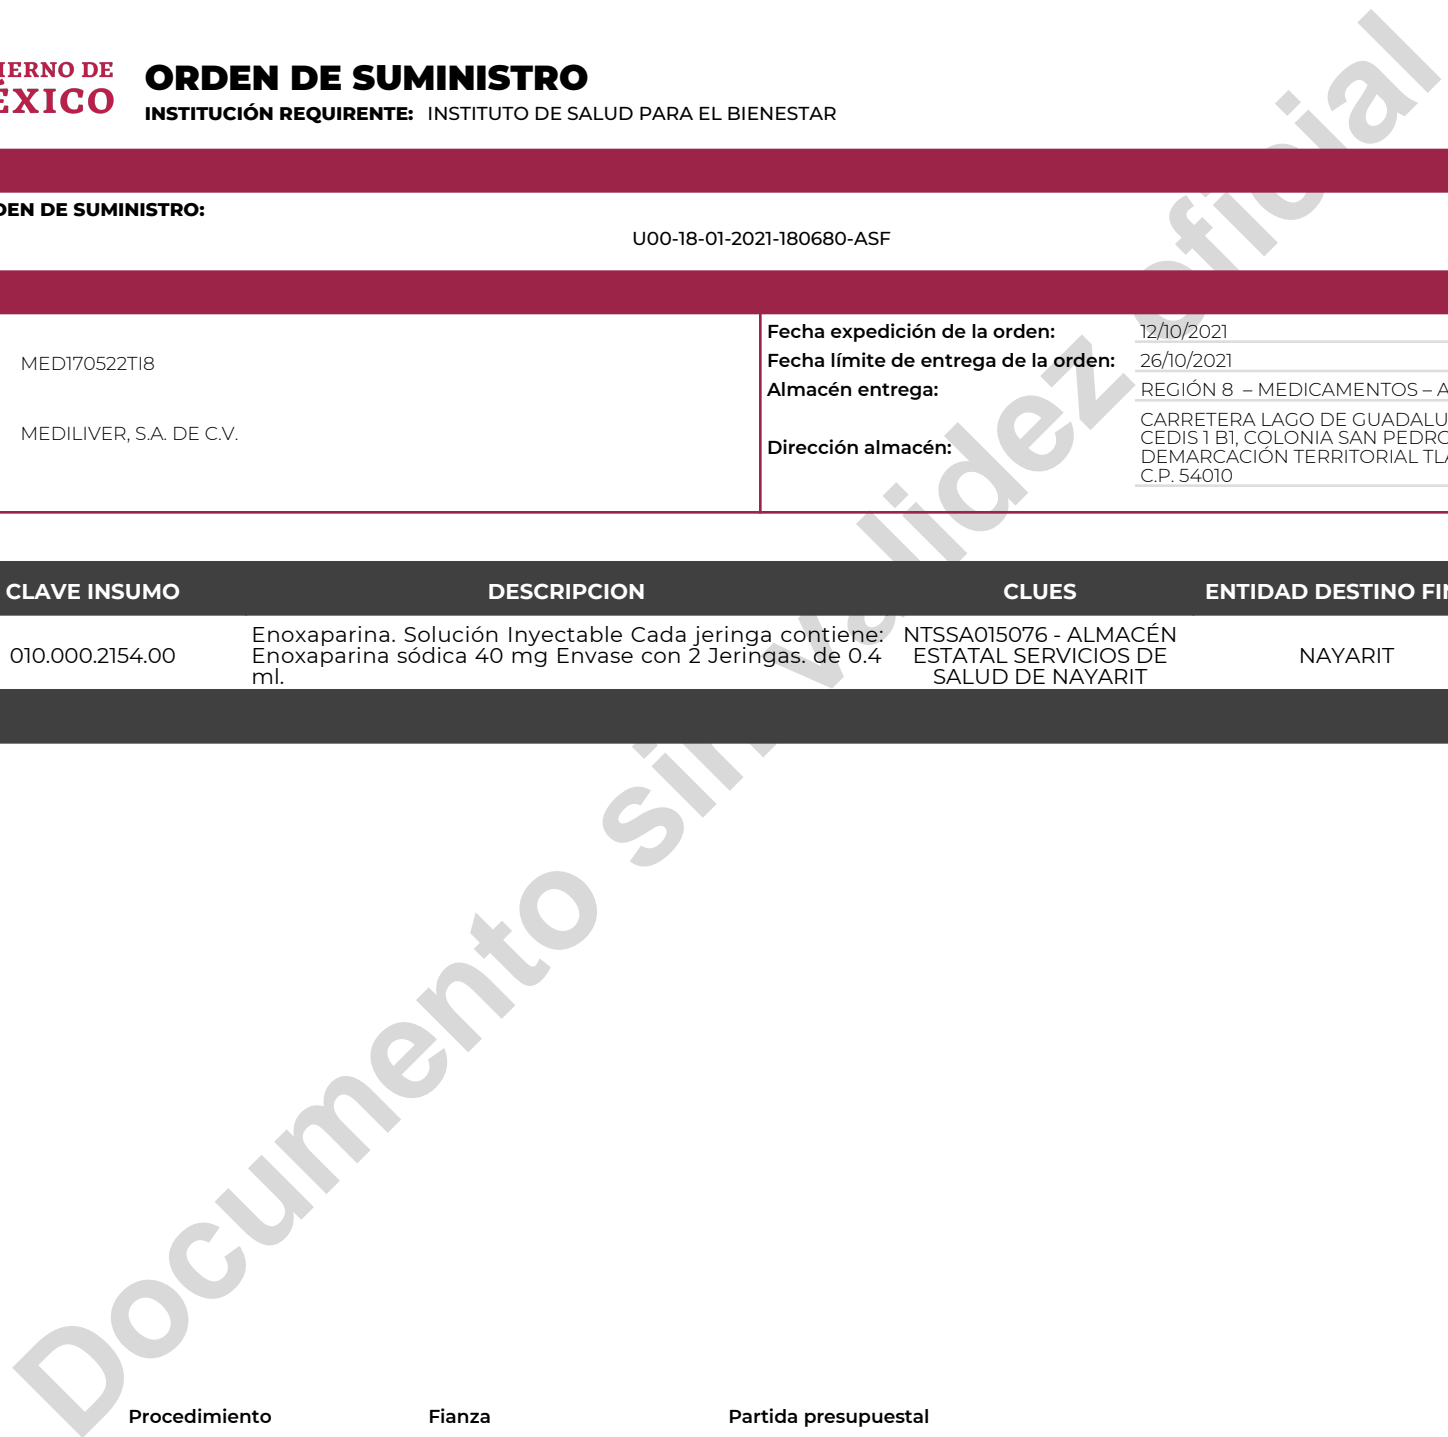 IERNO DE
ÉXICO
ORDEN DE SUMINISTRO
INSTITUCIÓN REQUIRENTE: INSTITUTO DE SALUD PARA EL BIENESTAR
DEN DE SUMINISTRO:
U00-18-01-2021-180680-ASF
MED170522TI8
MEDILIVER, S.A. DE C.V.
Fecha expedición de la orden: 12/10/2021
Fecha límite de entrega de la orden: 26/10/2021
Almacén entrega: REGIÓN 8 – MEDICAMENTOS – A
Dirección almacén:
CARRETERA LAGO DE GUADALU
CEDIS 1 B1, COLONIA SAN PEDRO
DEMARCACIÓN TERRITORIAL TLA
C.P. 54010
CLAVE INSUMO DESCRIPCION CLUES ENTIDAD DESTINO FIN
010.000.2154.00
Enoxaparina. Solución Inyectable Cada jeringa contiene:
Enoxaparina sódica 40 mg Envase con 2 Jeringas. de 0.4
ml.
NTSSA015076 - ALMACÉN
ESTATAL SERVICIOS DE
SALUD DE NAYARIT
NAYARIT
Documento sin validez oficial
Procedimiento Fianza Partida presupuestal